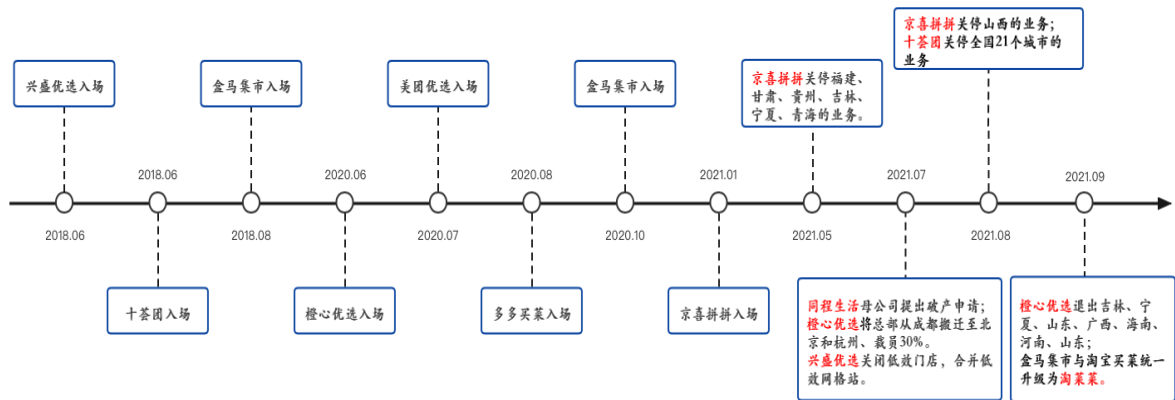 京喜拼拼关停山西的业务；
十荟团关停全国21个城市的
业务
兴盛优选入场
盒马集市入场
美团优选入场
盒马集市入场
京喜拼拼关停福建、
甘肃、貴州、吉林、
宁夏、青海的业务。
2018.06
2020.06
2020.08
2021.01
2021.07
2021.09
2018.06
2018.08
2020.07
2020.10
2021.05
2021.08
十荟团入场
橙心优选入场
多多买菜入场
京喜拼拼入场
同程生活母公司提出破产申请；
橙心优选将总部从成都搬迁至北
京和杭州、裁员30%。
兴盛优选关闭低效门店，合并低
效网格站。
橙心优选退出吉林、宁
夏、山东、广西、海南、
河南、山东；
盒马集市与淘宝买菜统一
升级为淘菜菜。